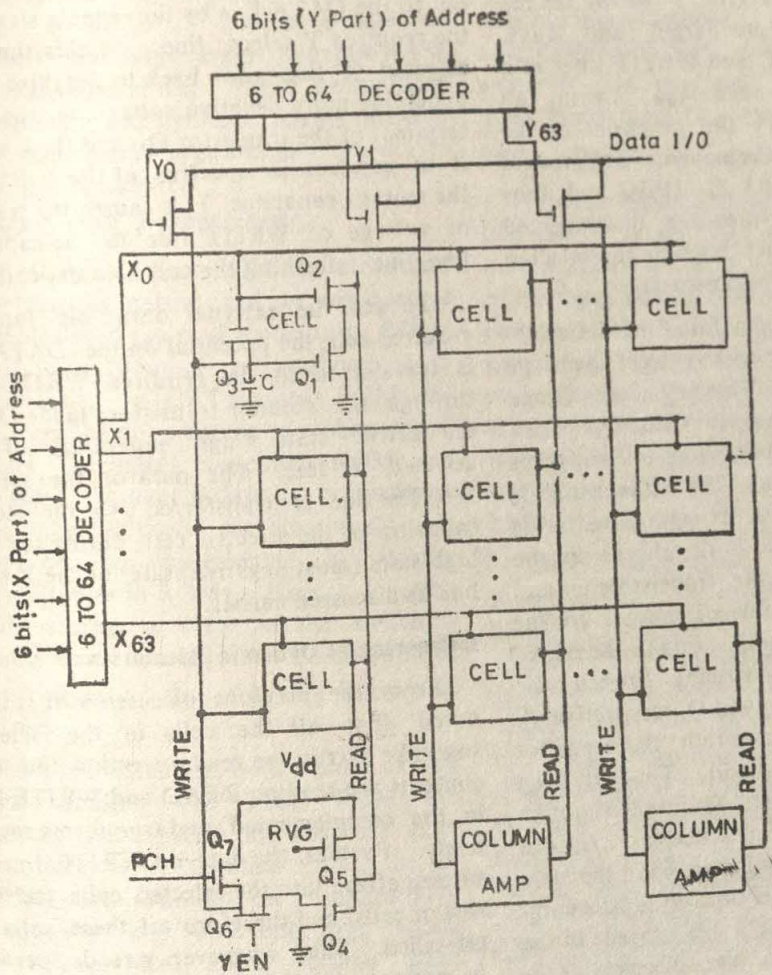 6 bits (Y Part) of Address
6 TO 64 DECODER
Y0
Y1
Y63
Data I/O
X0
Q2
CELL
Q3
C
Q1
CELL
CELL
6 bits (X Part) of Address
6 TO 64 DECODER
X1
CELL
CELL
CELL
X63
CELL
CELL
CELL
WRITE
READ
WRITE
READ
WRITE
READ
Vdd
RVG
PCH
Q7
Q5
Q6
Q4
YEN
COLUMN
AMP
COLUMN
AMP